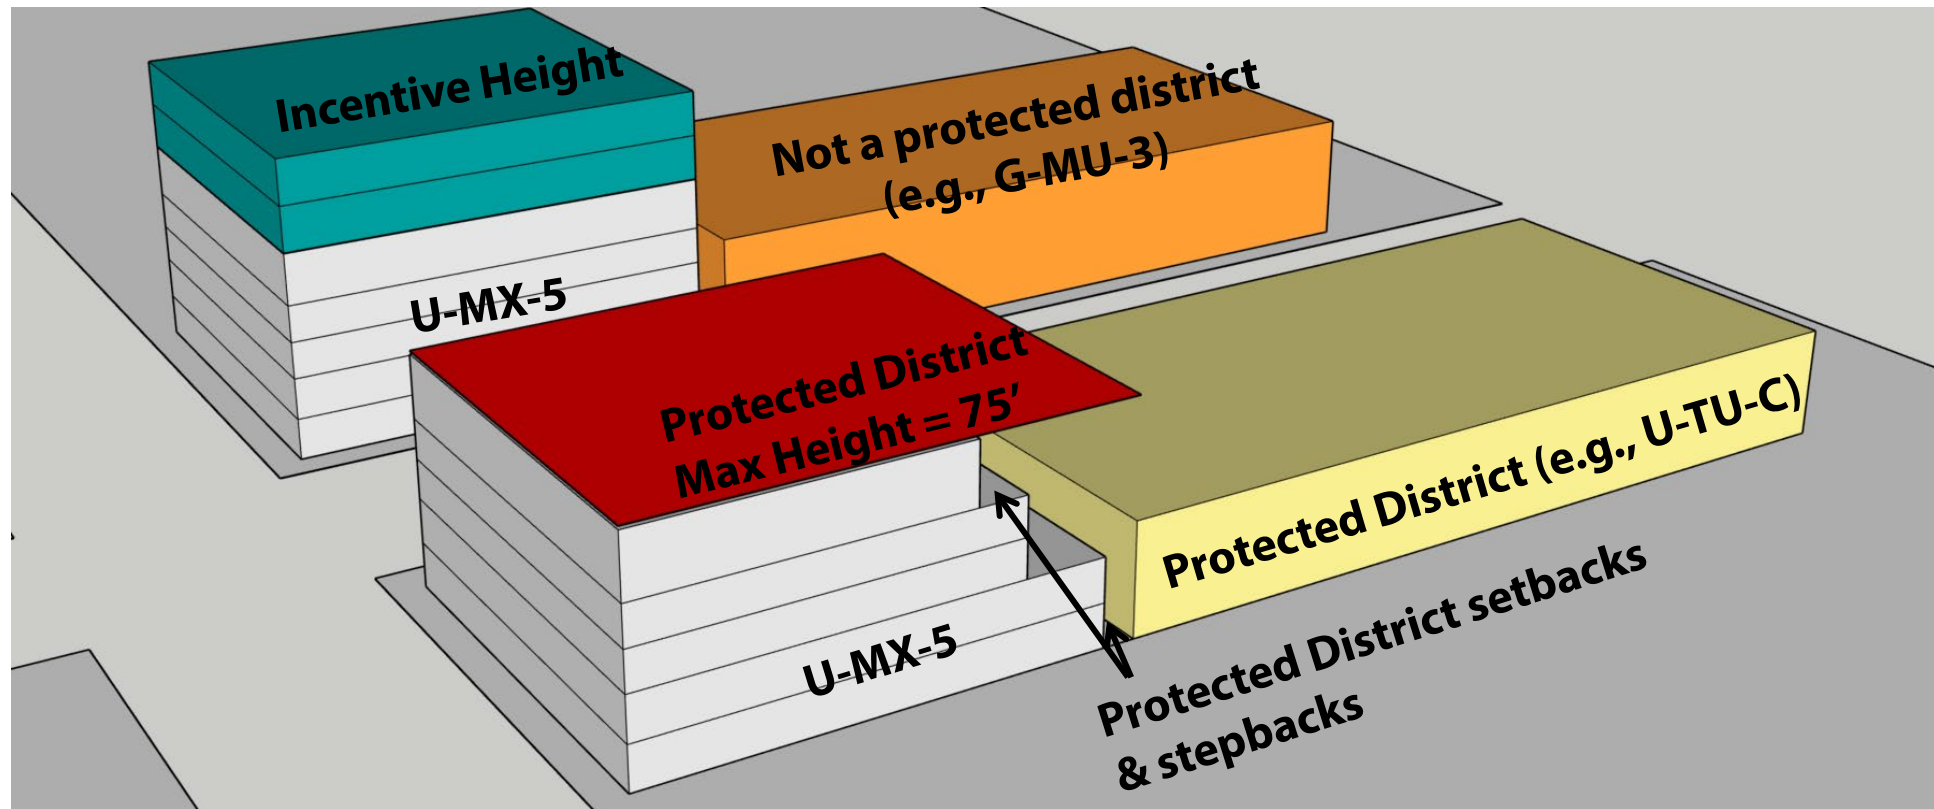 Incentive Height
Not a protected district
(e.g., G-MU-3)
U-MX-5
Protected District
Max Height = 75’
Protected District (e.g., U-TU-C)
U-MX-5
Protected District setbacks
& stepbacks